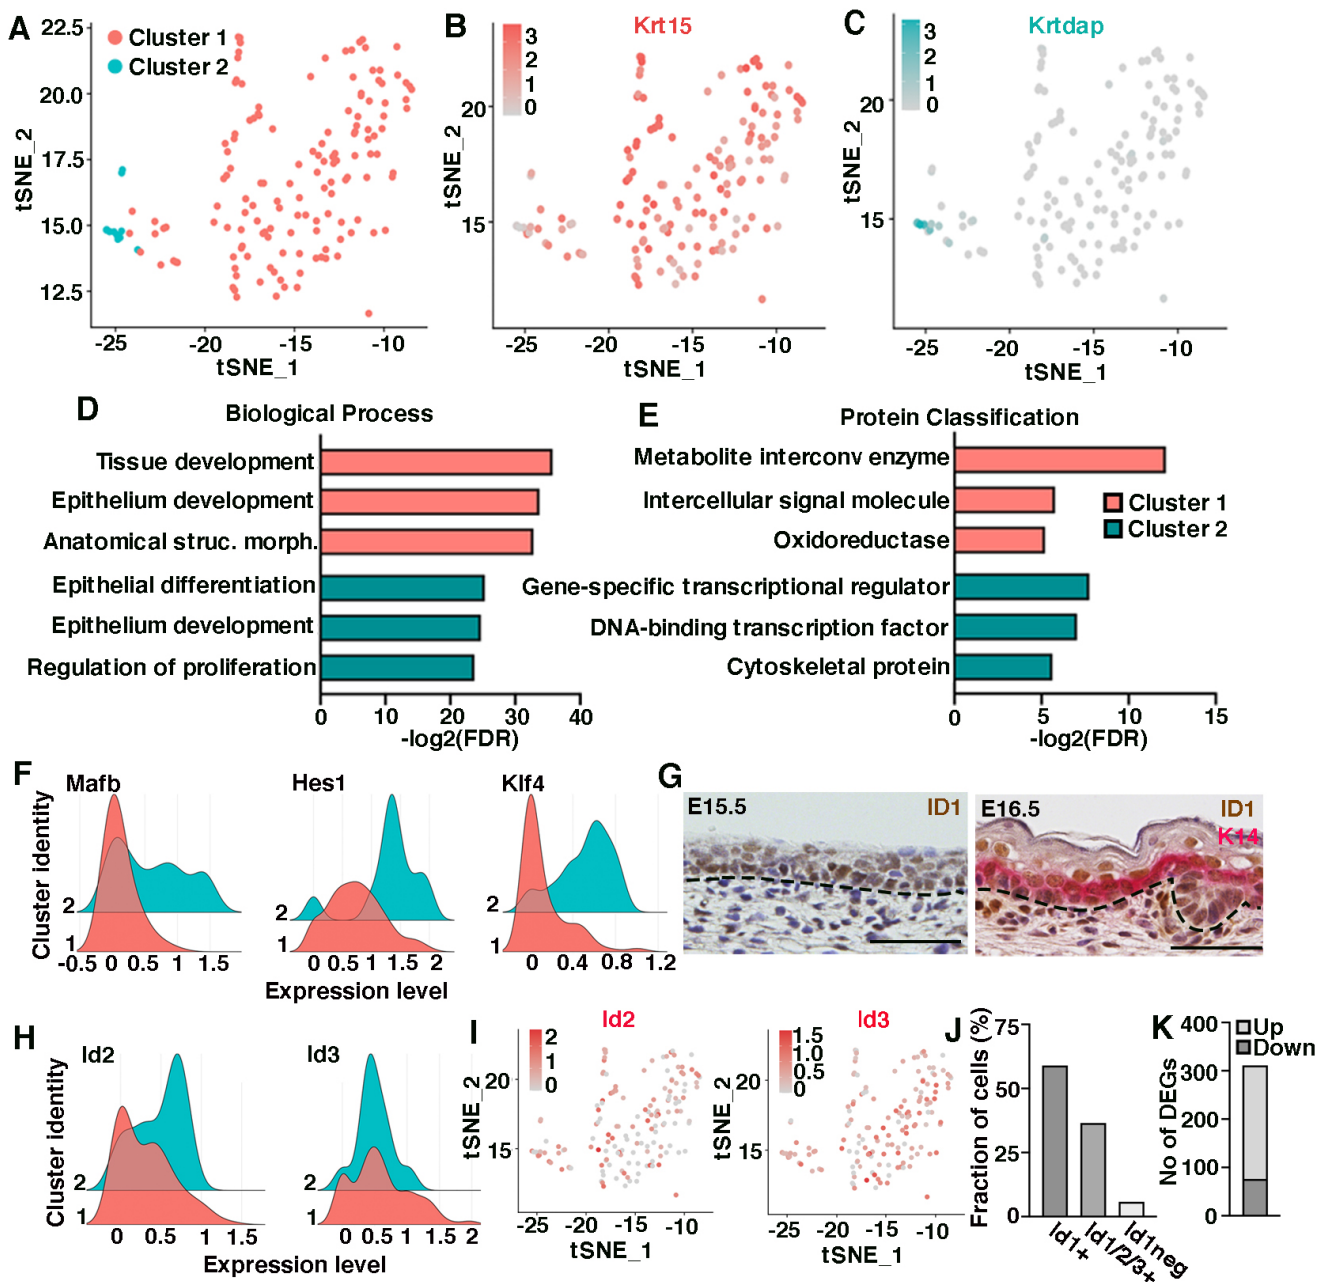 A
22.5
20.0
17.5
15.0
12.5
tSNE_2
Cluster 1
Cluster 2
-25
-20
-15
-10
tSNE_1
B
Krt15
3
2
1
0
20
15
tSNE_2
-25
-20
-15
-10
tSNE_1
C
Krtdap
3
2
1
0
20
15
tSNE_2
-25
-20
-15
-10
tSNE_1
D
Biological Process
Tissue development
Epithelium development
Anatomical struc. morph.
Epithelial differentiation
Epithelium development
Regulation of proliferation
0
10
20
30
40
-log2(FDR)
E
Protein Classification
Metabolite interconv enzyme
Intercellular signal molecule
Oxidoreductase
Gene-specific transcriptional regulator
DNA-binding transcription factor
Cytoskeletal protein
Cluster 1
Cluster 2
0
5
10
15
-log2(FDR)
F
Cluster identity
Mafb
2
1
-0.5
0
0.5
1
1.5
Hes1
2
1
0
0.5
1
1.5
2
Klf4
2
1
0
0.4
0.8
1.2
Expression level
G
E15.5
ID1
E16.5
ID1
K14
H
Cluster identity
Id2
2
1
0
0.5
1
1.5
Id3
2
1
0
0.5
1
1.5
2
Expression level
I
Id2
2
1
0
20
15
tSNE_2
-25
-20
-15
-10
tSNE_1
Id3
1.5
1.0
0.5
0
20
15
tSNE_2
-25
-20
-15
-10
tSNE_1
J
Fraction of cells (%)
75
50
25
0
Id1+
Id1/2/3+
Id1neg
K
No of DEGs
400
300
200
100
0
Up
Down